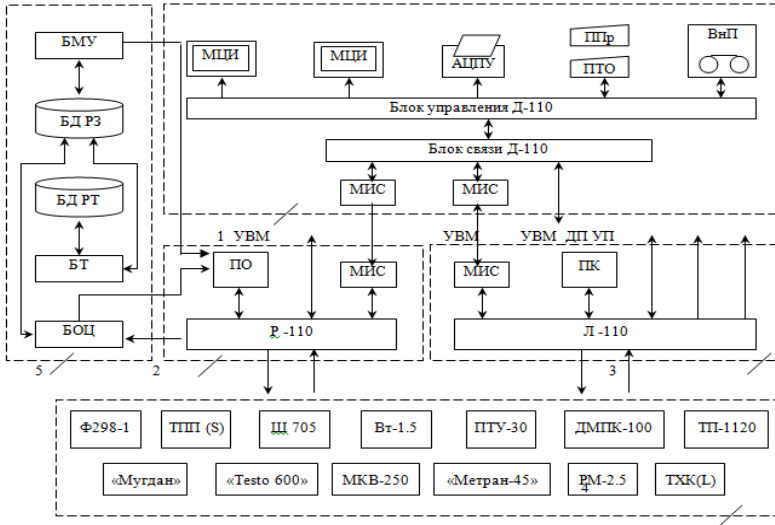 БМУ
БД РЗ
БД РТ
БТ
БОЦ
5
МЦИ
МЦИ
АЦПУ
ППр
ПТО
ВнП
Блок управления Д-110
Блок связи Д-110
МИС
МИС
1 УВМ
УВМ
УВМ ДП УП
ПО
МИС
МИС
ПК
Р -110
Л -110
2
3
Ф298-1
ТПП (S)
Щ 705
Вт-1.5
ПТУ-30
ДМПК-100
ТП-1120
«Мугдан»
«Testo 600»
МКВ-250
«Метран-45»
РМ-2.5
4
ТХК(L)